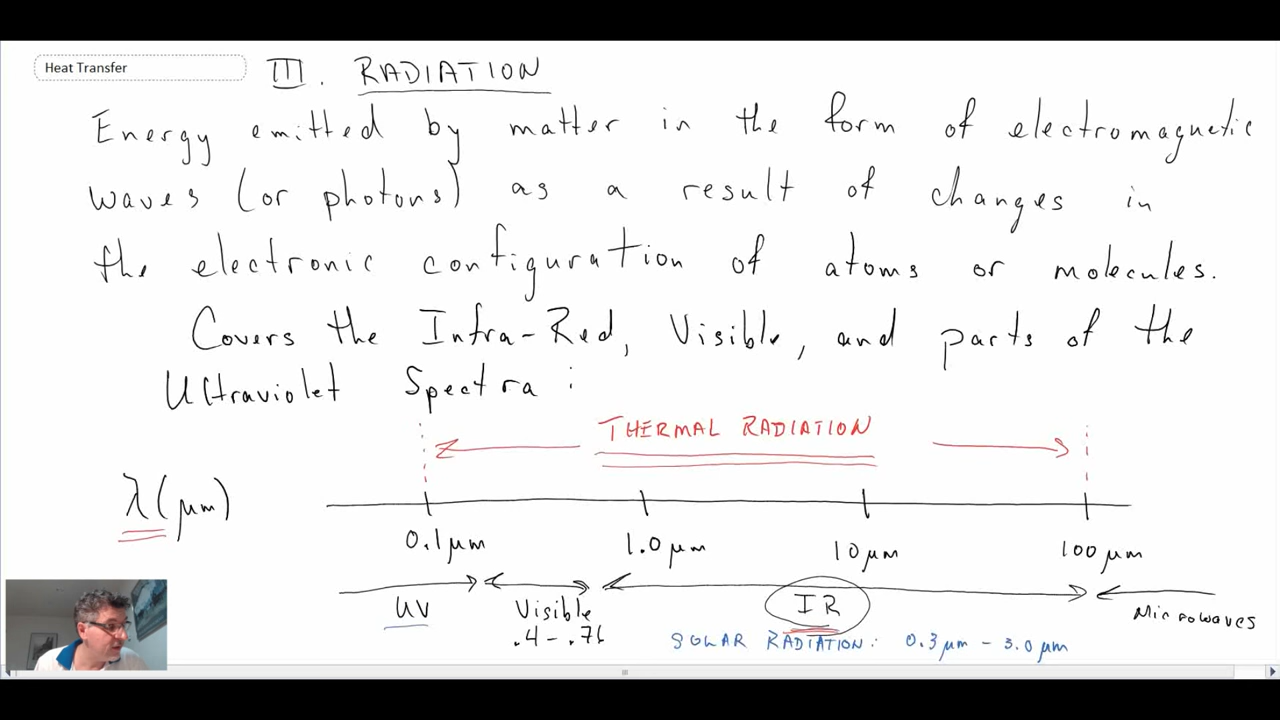 Heat Transfer
III. RADIATION
Energy emitted by matter in the form of electromagnetic
waves (or photons) as a result of changes in
the electronic configuration of atoms or molecules.
Covers the Infra-Red, Visible, and parts of the
Ultraviolet Spectra:
THERMAL RADIATION
λ(μm)
0.1μm 1.0μm 10μm 100μm
UV Visible IR Microwaves
.4-.76
SOLAR RADIATION: 0.3μm - 3.0μm